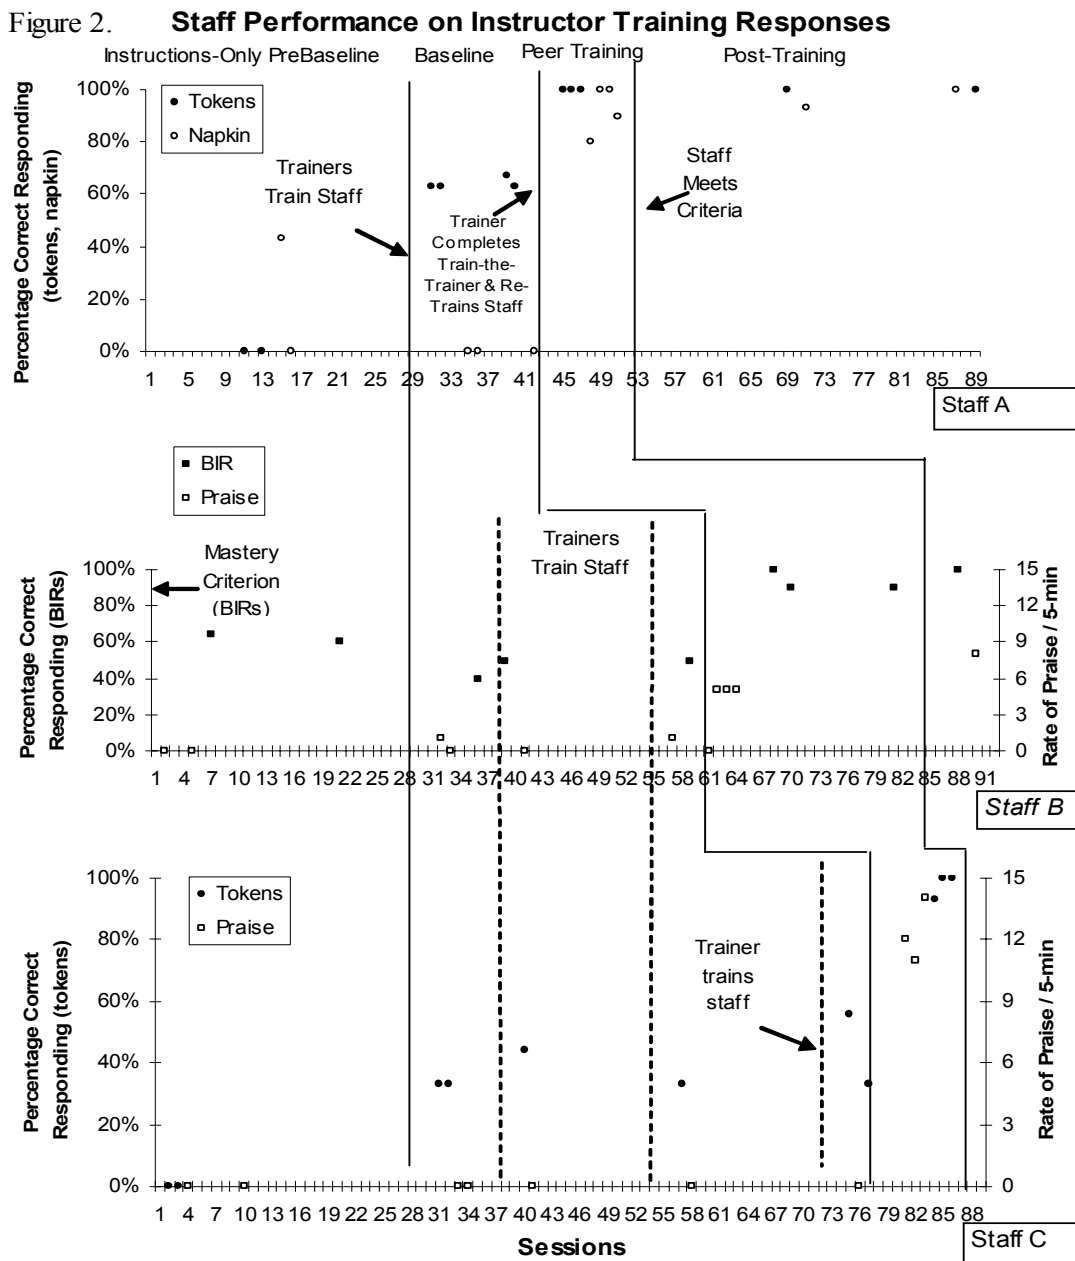 Figure 2.
Staff Performance on Instructor Training Responses
Instructions-Only PreBaseline
Baseline
Peer Training
Post-Training
Percentage Correct Responding
(tokens, napkin)
100%
80%
60%
40%
20%
0%
Tokens
Napkin
Trainers
Train Staff
Trainer
Completes
Train-the-
Trainer & Re-
Trains Staff
Staff
Meets
Criteria
1 5 9 13 17 21 25 29 33 37 41 45 49 53 57 61 65 69 73 77 81 85 89
Staff A
BIR
Praise
Percentage Correct
Responding (BIRs)
100%
80%
60%
40%
20%
0%
Mastery
Criterion
(BIRs)
Trainers
Train Staff
15
12
9
6
3
0
Rate of Praise / 5-min
1 4 7 10 13 16 19 22 25 28 31 34 37 40 43 46 49 52 55 58 61 64 67 70 73 76 79 82 85 88 91
Staff B
Percentage Correct
Responding (tokens)
100%
80%
60%
40%
20%
0%
Tokens
Praise
Trainer
trains
staff
15
12
9
6
3
0
Rate of Praise / 5-min
1 4 7 10 13 16 19 22 25 28 31 34 37 40 43 46 49 52 55 58 61 64 67 70 73 76 79 82 85 88
Sessions
Staff C